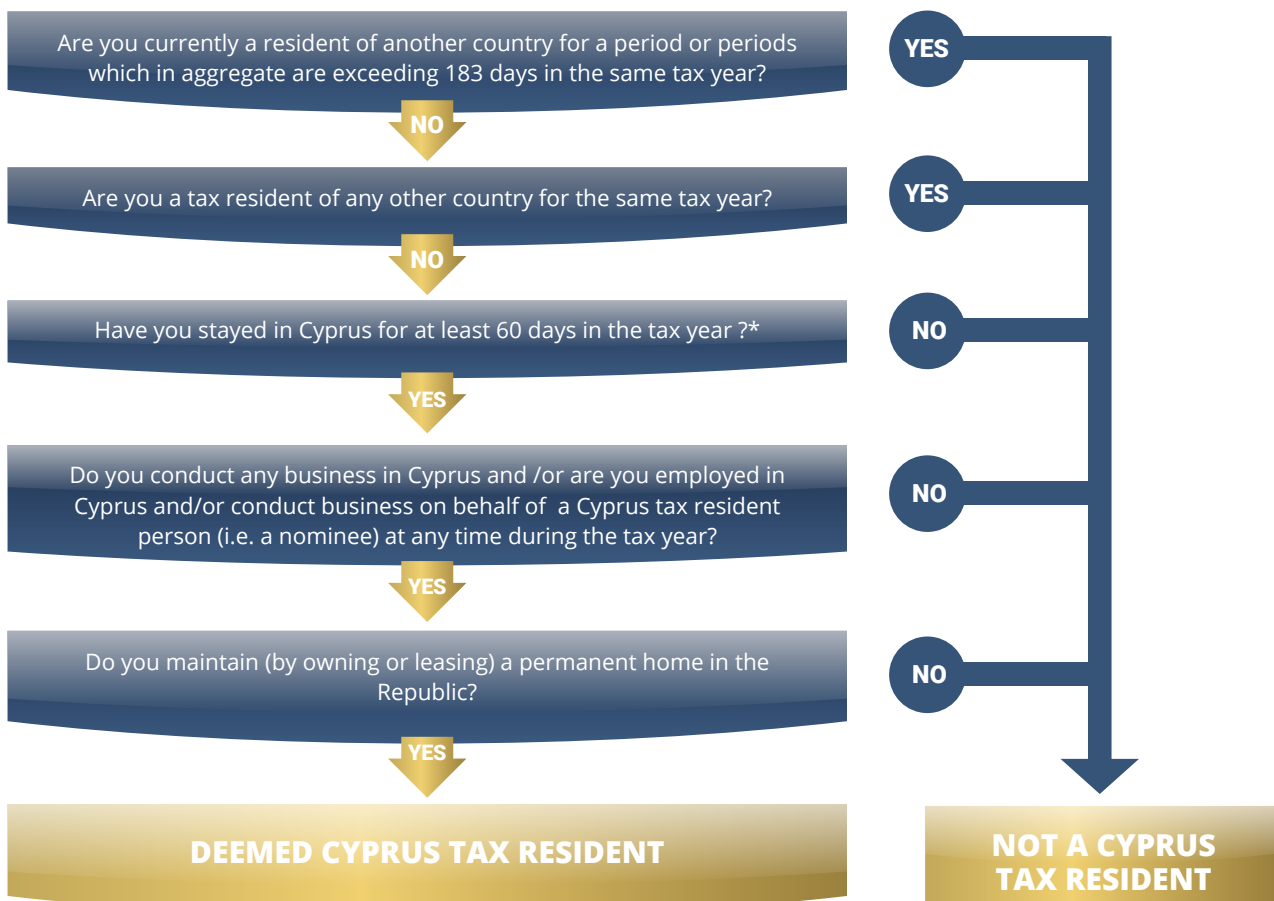 Are you currently a resident of another country for a period or periods
which in aggregate are exceeding 183 days in the same tax year?
YES
NO
Are you a tax resident of any other country for the same tax year?
YES
NO
Have you stayed in Cyprus for at least 60 days in the tax year ?*
NO
YES
Do you conduct any business in Cyprus and /or are you employed in
Cyprus and/or conduct business on behalf of a Cyprus tax resident
person (i.e. a nominee) at any time during the tax year?
NO
YES
Do you maintain (by owning or leasing) a permanent home in the
Republic?
NO
YES
DEEMED CYPRUS TAX RESIDENT
NOT A CYPRUS
TAX RESIDENT